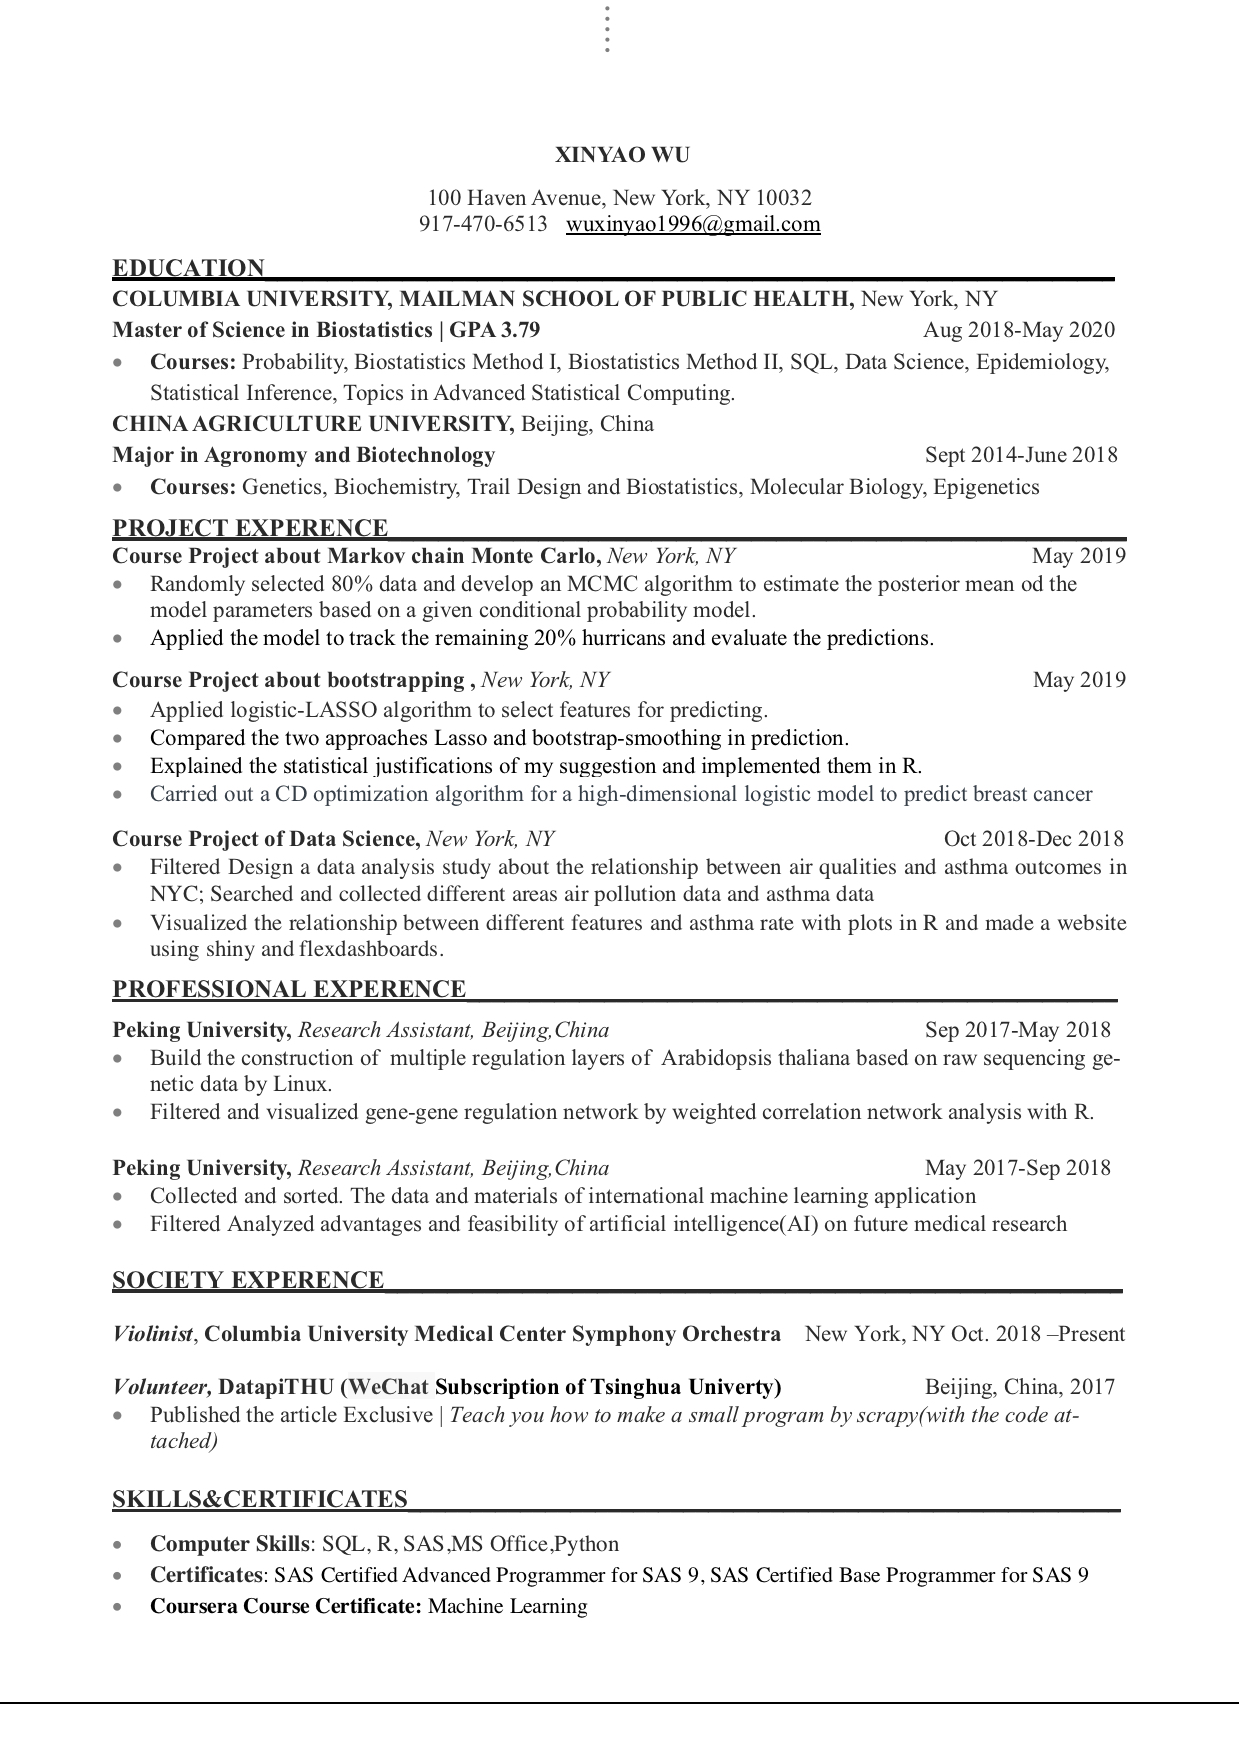 XINYAO WU
100 Haven Avenue, New York, NY 10032
917-470-6513 wuxinyao1996@gmail.com
EDUCATION
COLUMBIA UNIVERSITY, MAILMAN SCHOOL OF PUBLIC HEALTH, New York, NY
Master of Science in Biostatistics | GPA 3.79 Aug 2018-May 2020
• Courses: Probability, Biostatistics Method I, Biostatistics Method II, SQL, Data Science, Epidemiology,
Statistical Inference, Topics in Advanced Statistical Computing.
CHINA AGRICULTURE UNIVERSITY, Beijing, China
Major in Agronomy and Biotechnology Sept 2014-June 2018
• Courses: Genetics, Biochemistry, Trail Design and Biostatistics, Molecular Biology, Epigenetics
PROJECT EXPERENCE
Course Project about Markov chain Monte Carlo, New York, NY May 2019
• Randomly selected 80% data and develop an MCMC algorithm to estimate the posterior mean od the
model parameters based on a given conditional probability model.
• Applied the model to track the remaining 20% hurricans and evaluate the predictions.
Course Project about bootstrapping , New York, NY May 2019
• Applied logistic-LASSO algorithm to select features for predicting.
• Compared the two approaches Lasso and bootstrap-smoothing in prediction.
• Explained the statistical justifications of my suggestion and implemented them in R.
• Carried out a CD optimization algorithm for a high-dimensional logistic model to predict breast cancer
Course Project of Data Science, New York, NY Oct 2018-Dec 2018
• Filtered Design a data analysis study about the relationship between air qualities and asthma outcomes in
NYC; Searched and collected different areas air pollution data and asthma data
• Visualized the relationship between different features and asthma rate with plots in R and made a website
using shiny and flexdashboards.
PROFESSIONAL EXPERENCE
Peking University, Research Assistant, Beijing,China Sep 2017-May 2018
• Build the construction of multiple regulation layers of Arabidopsis thaliana based on raw sequencing ge-
netic data by Linux.
• Filtered and visualized gene-gene regulation network by weighted correlation network analysis with R.
Peking University, Research Assistant, Beijing,China May 2017-Sep 2018
• Collected and sorted. The data and materials of international machine learning application
• Filtered Analyzed advantages and feasibility of artificial intelligence(AI) on future medical research
SOCIETY EXPERENCE
Violinist, Columbia University Medical Center Symphony Orchestra New York, NY Oct. 2018 –Present
Volunteer, DatapiTHU (WeChat Subscription of Tsinghua Univerty) Beijing, China, 2017
• Published the article Exclusive | Teach you how to make a small program by scrapy(with the code at-
tached)
SKILLS&CERTIFICATES
• Computer Skills: SQL, R, SAS,MS Office,Python
• Certificates: SAS Certified Advanced Programmer for SAS 9, SAS Certified Base Programmer for SAS 9
• Coursera Course Certificate: Machine Learning